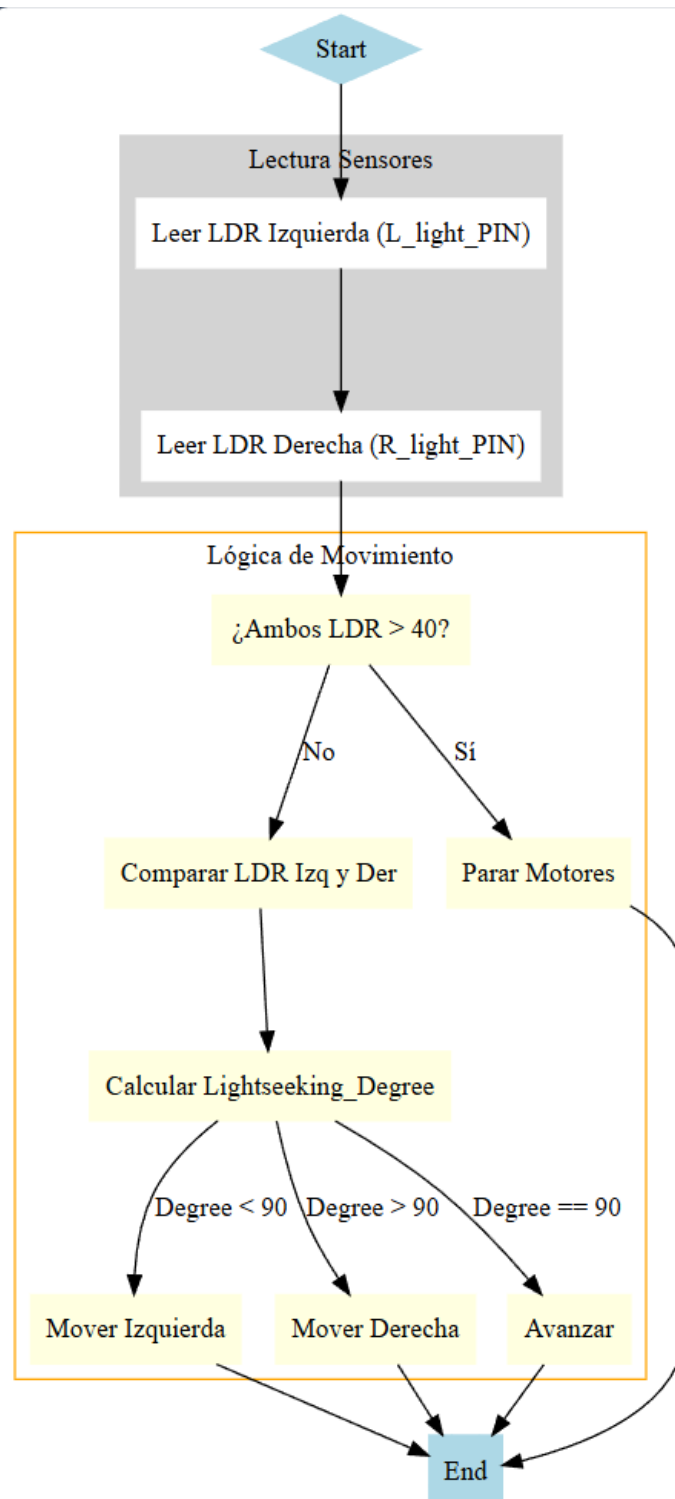 Start
Lectura Sensores
Leer LDR Izquierda (L_light_PIN)
Leer LDR Derecha (R_light_PIN)
Lógica de Movimiento
¿Ambos LDR > 40?
No
Sí
Comparar LDR Izq y Der
Parar Motores
Calcular Lightseeking_Degree
Degree < 90
Degree > 90
Degree == 90
Mover Izquierda
Mover Derecha
Avanzar
End